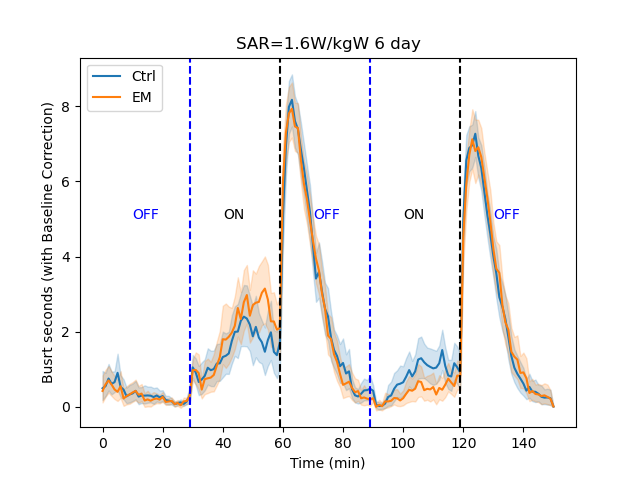 SAR=1.6W/kgW 6 day
Ctrl
EM
Busrt seconds (with Baseline Correction)
8
6
4
2
0
OFF
ON
OFF
ON
OFF
0
20
40
60
80
100
120
140
Time (min)